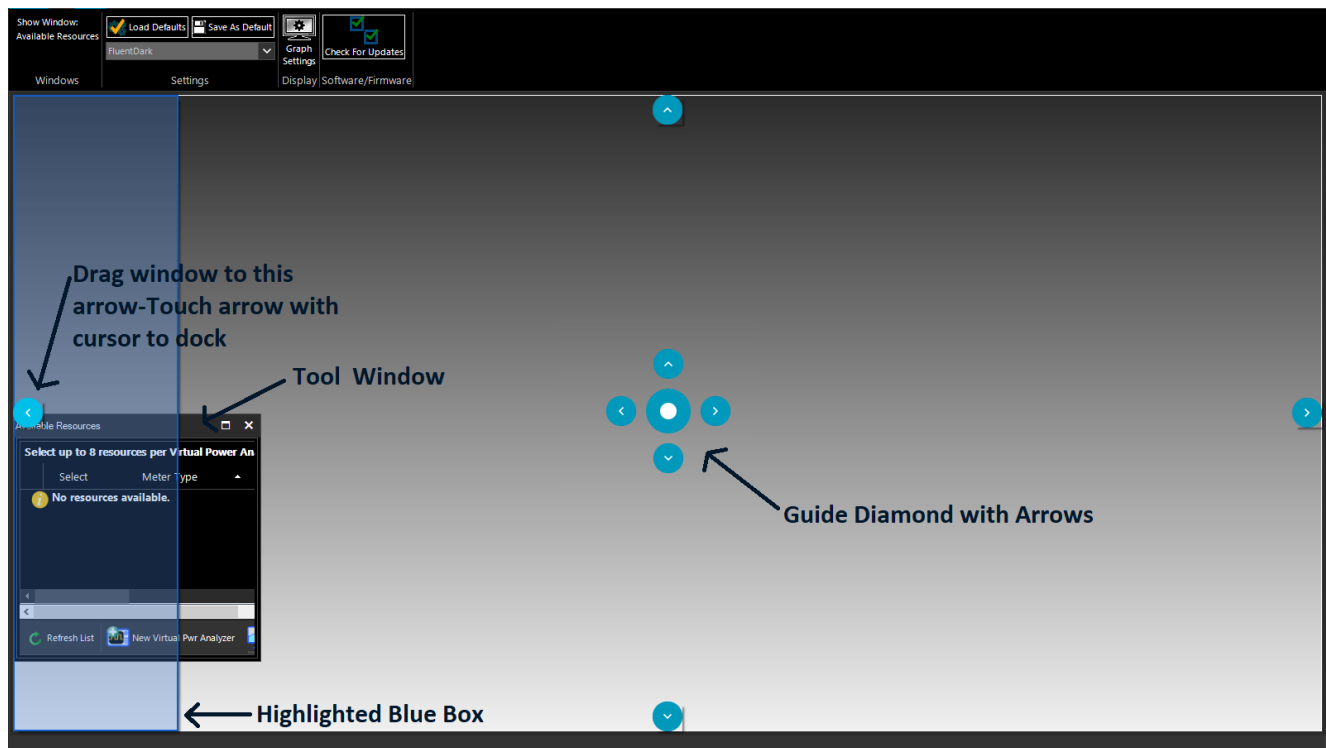 Show Window:
Available Resources
Load Defaults
Save As Default
FluentDark
Graph
Settings
Check For Updates
Windows
Settings
Display
Software/Firmware
Drag window to this
arrow-Touch arrow with
cursor to dock
Tool Window
Available Resources
Select up to 8 resources per Virtual Power An
Select
Meter Type
No resources available.
Guide Diamond with Arrows
Refresh List
New Virtual Pwr Analyzer
Highlighted Blue Box